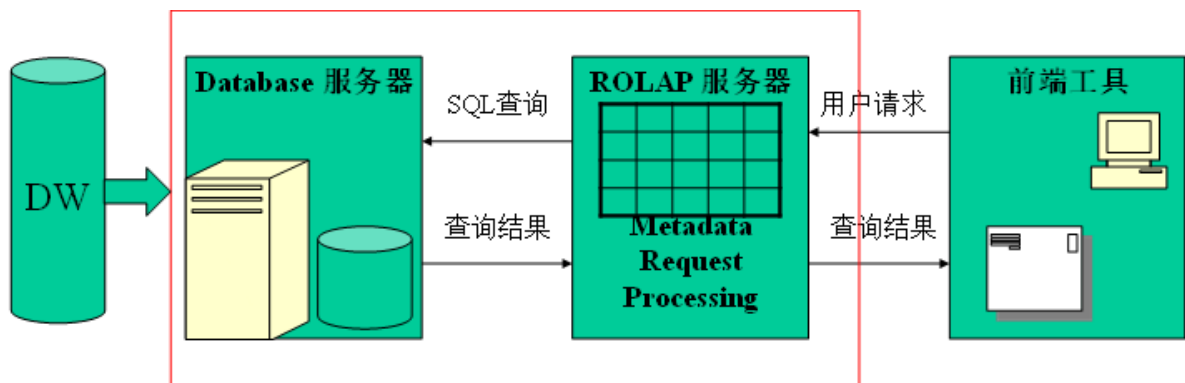 DW
Database 服务器
SQL查询
查询结果
ROLAP 服务器
Metadata
Request
Processing
用户请求
查询结果
前端工具